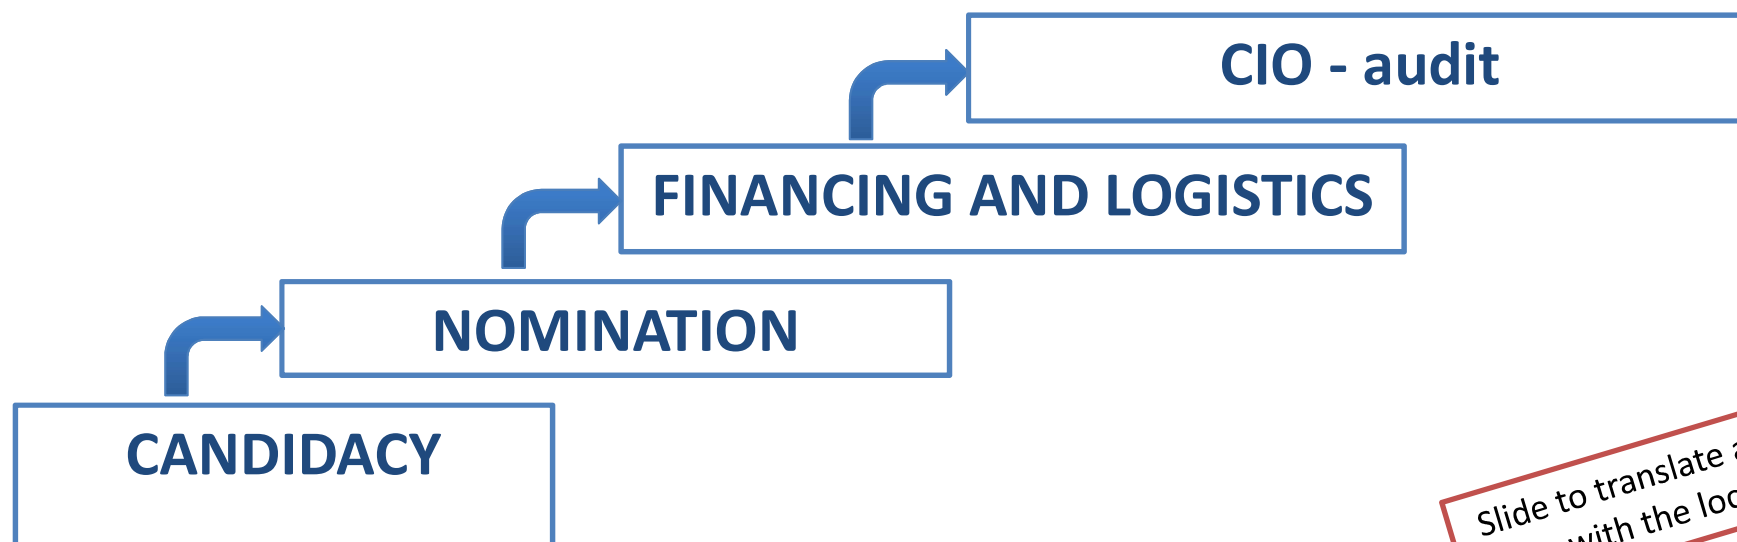 CIO - audit
FINANCING AND LOGISTICS
NOMINATION
CANDIDACY
Slide to translate
with the